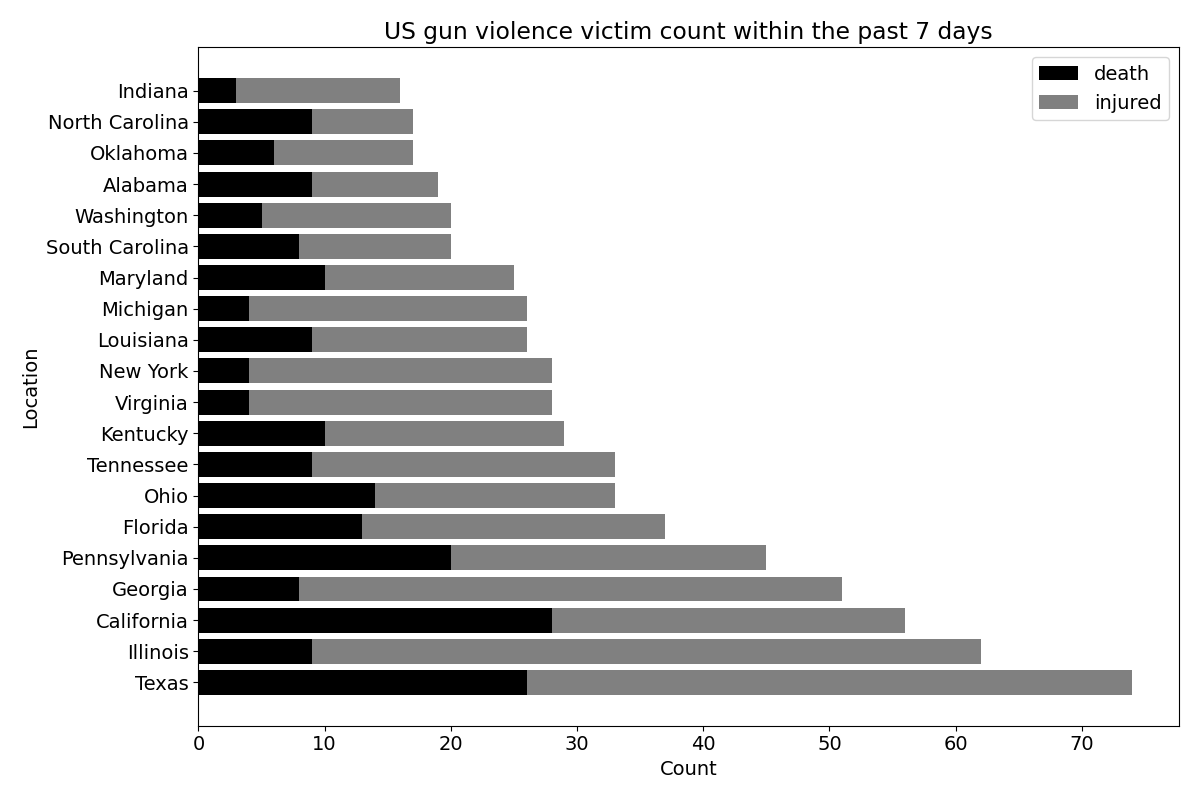 US gun violence victim count within the past 7 days
death
injured
Location
Indiana
North Carolina
Oklahoma
Alabama
Washington
South Carolina
Maryland
Michigan
Louisiana
New York
Virginia
Kentucky
Tennessee
Ohio
Florida
Pennsylvania
Georgia
California
Illinois
Texas
0 10 20 30 40 50 60 70
Count